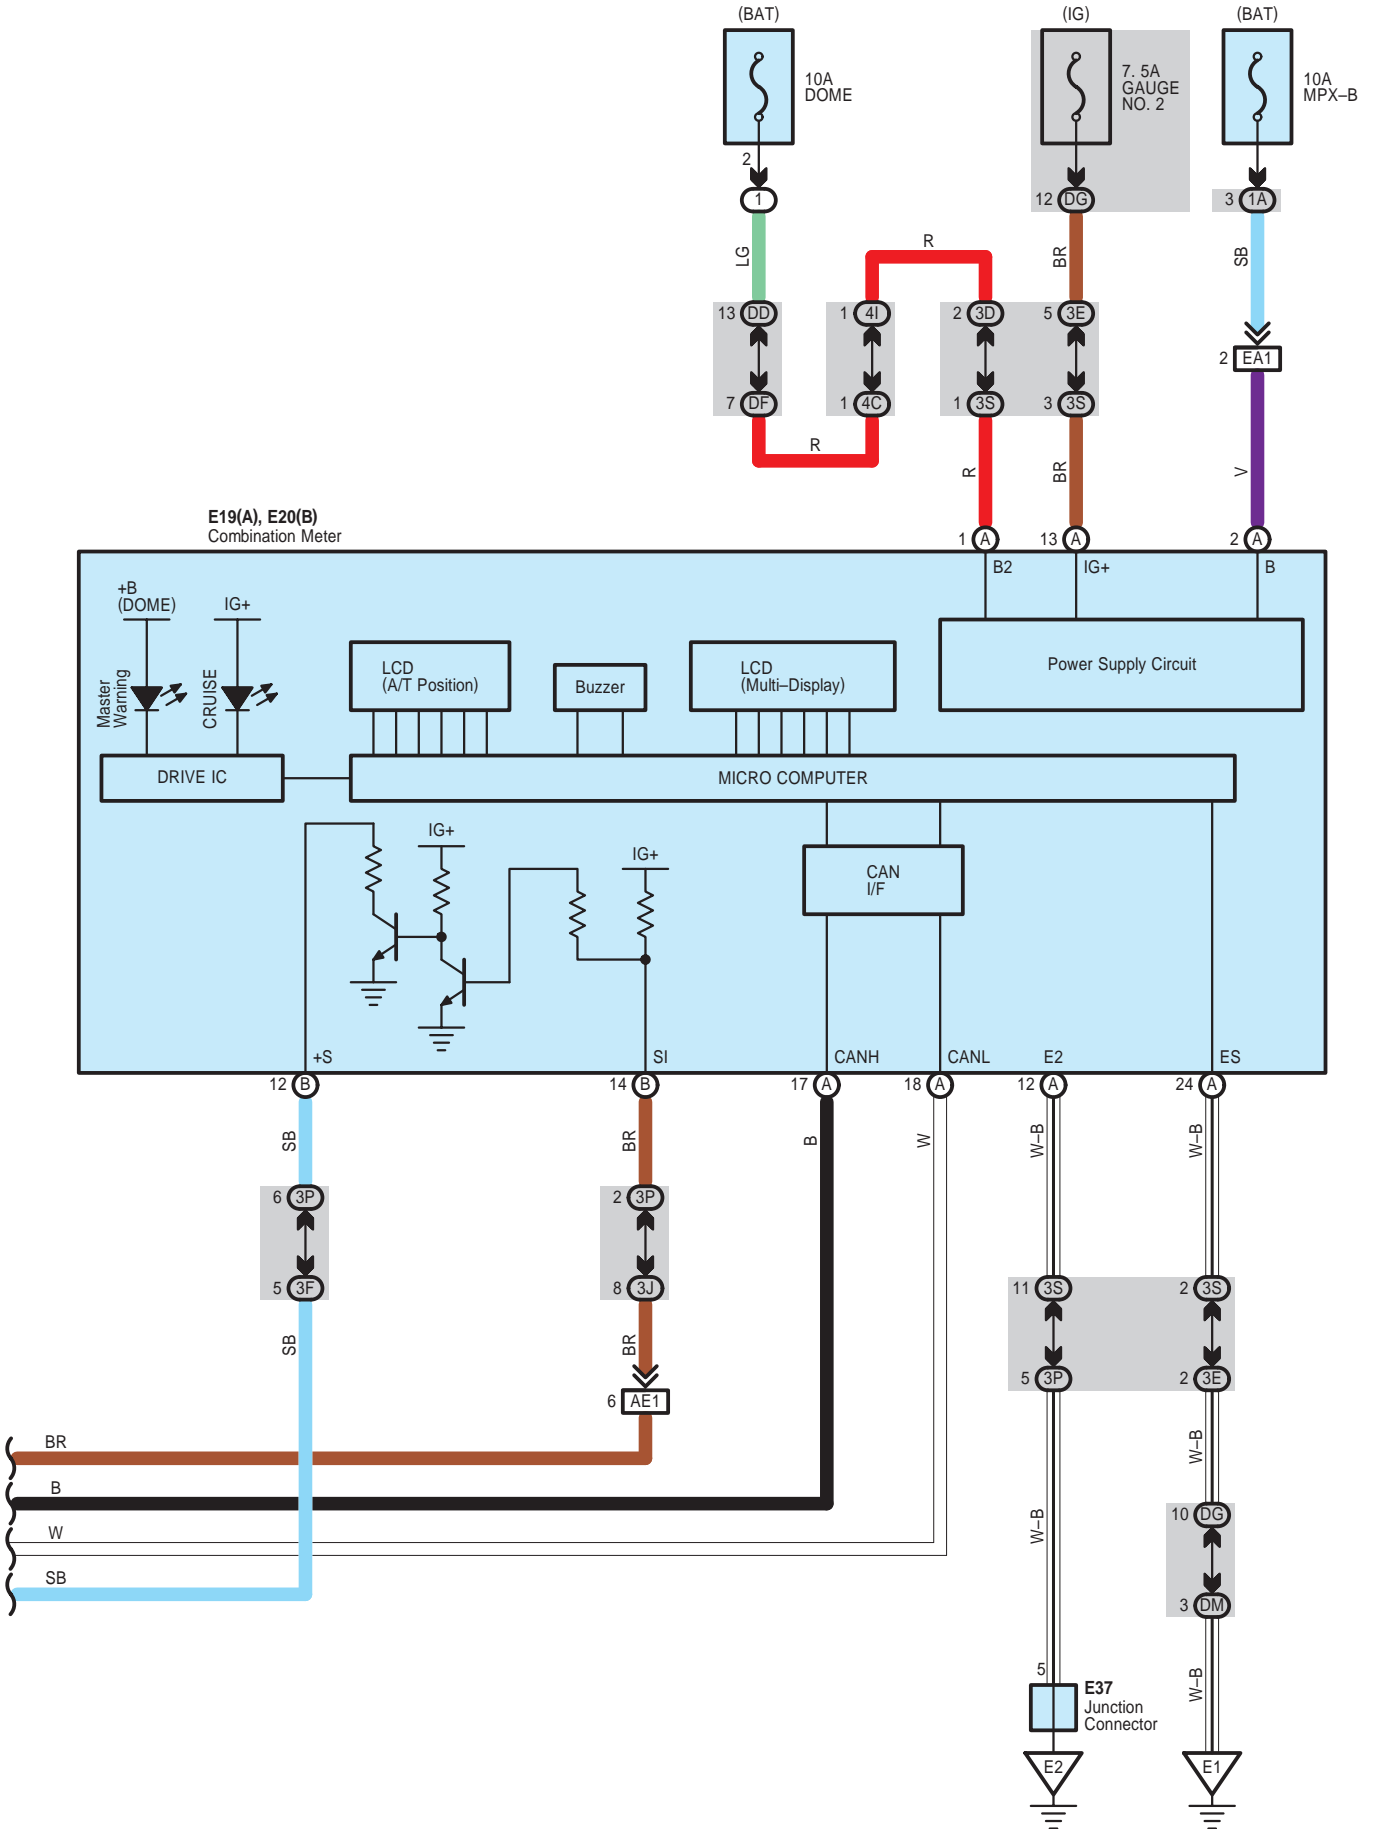 (BAT)
(IG)
(BAT)
10A
DOME
7. 5A
GAUGE
NO. 2
10A
MPX–B
2
1
12 DG
3 1A
LG
R
BR
SB
13 DD
1 4I
2 3D
5 3E
2 EA1
7 DF
1 4C
1 3S
3 3S
R
R
BR
V
E19(A), E20(B)
Combination Meter
1 A
13 A
2 A
B2
IG+
B
+B
(DOME)
IG+
Master
Warning
CRUISE
LCD
(A/T Position)
Buzzer
LCD
(Multi–Display)
Power Supply Circuit
DRIVE IC
MICRO COMPUTER
IG+
IG+
CAN
I/F
+S
SI
CANH
CANL
E2
ES
12 B
14 B
17 A
18 A
12 A
24 A
SB
BR
B
W
W–B
W–B
6 3P
2 3P
5 3F
8 3J
11 3S
2 3S
SB
BR
5 3P
2 3E
6 AE1
BR
W–B
B
10 DG
W
W–B
SB
3 DM
5
E37
Junction
Connector
W–B
E2
E1